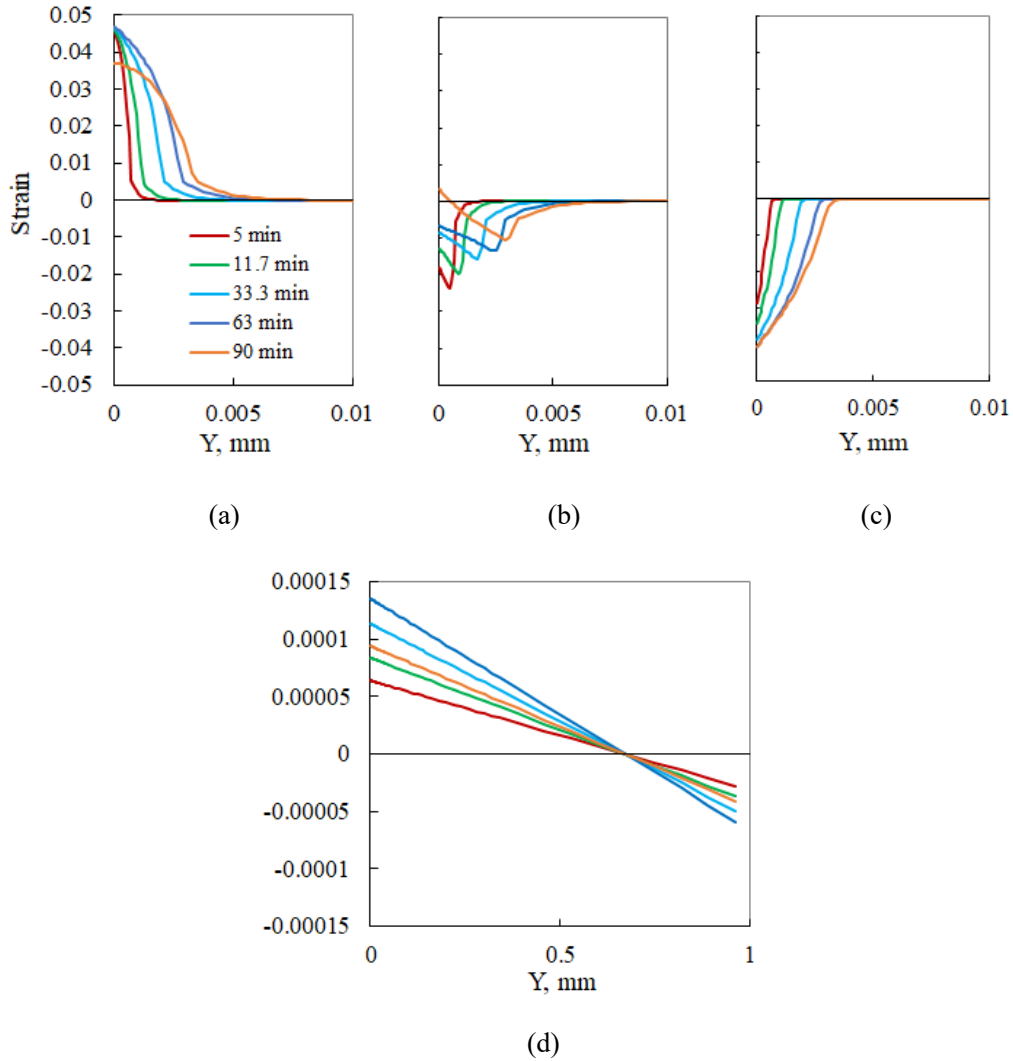 0.05
0.04
0.03
0.02
0.01
0
-0.01
-0.02
-0.03
-0.04
-0.05
Strain
5 min
11.7 min
33.3 min
63 min
90 min
0 0.005 0.01
Y, mm
0 0.005 0.01
Y, mm
0 0.005 0.01
Y, mm
(a) (b) (c)
0.00015
0.0001
0.00005
0
-0.00005
-0.0001
-0.00015
0 0.5 1
Y, mm
(d)